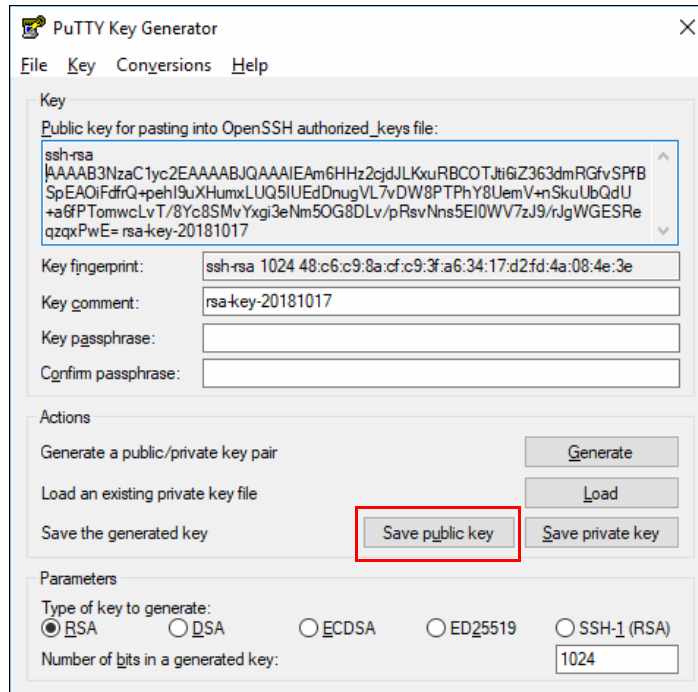 PuTTY Key Generator
File Key Conversions Help
Key
Public key for pasting into OpenSSH authorized_keys file:
ssh-rsa
AAAAB3NzaC1yc2EAAAABJQAAAIEAm6HHz2cjdJLKxuRBCOTJti6iZ363dmRGfvSPfB
SpEAOiFdfrQ+pehI9uXHumxLUQ5IUEdDnugVL7vDW8PTPhY8UemV+nSkuUbQdU
+a6fPTomwcLvT/8Yc8SMvYxgi3eNm5OG8DLv/pRsvNns5EI0WV7zJ9/rJgWGESRe
qzqxPwE= rsa-key-20181017
Key fingerprint: ssh-rsa 1024 48:c6:c9:8a:cf:c9:3f:a6:34:17:d2:fd:4a:08:4e:3e
Key comment: rsa-key-20181017
Key passphrase:
Confirm passphrase:
Actions
Generate a public/private key pair Generate
Load an existing private key file Load
Save the generated key Save public key Save private key
Parameters
Type of key to generate:
RSA DSA ECDSA ED25519 SSH-1 (RSA)
Number of bits in a generated key: 1024